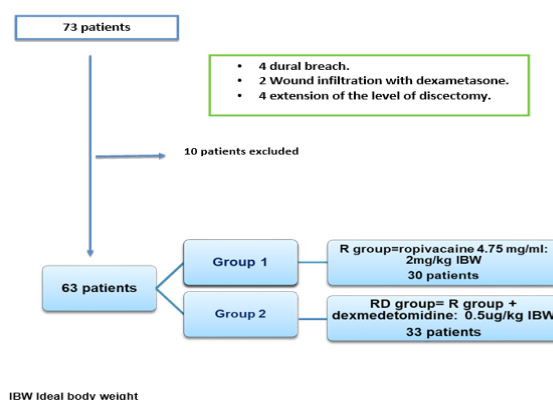 73 patients
• 4 dural breach.
• 2 Wound infiltration with dexametasone.
• 4 extension of the level of discectomy.
10 patients excluded
63 patients
Group 1
R group=ropivacaine 4.75 mg/ml:
2mg/kg IBW
30 patients
Group 2
RD group= R group +
dexmedetomidine: 0.5ug/kg IBW
33 patients
IBW Ideal body weight